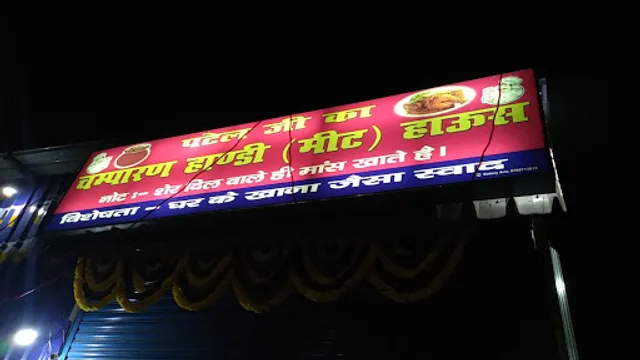 पटेल जी का
चम्पारण हाण्डी (मीट) हाऊस
नोट :- शेर दिल वाले ही मांस खाते है।
विशेषता :- घर के खाना जैसा स्वाद